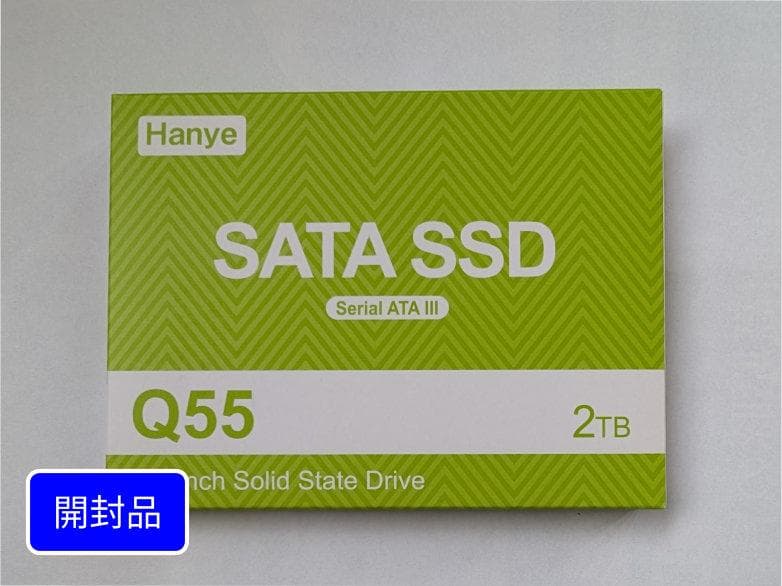 Hanye
SATA SSD
Serial ATA III
Q55
2TB
Solid State Drive
開封品